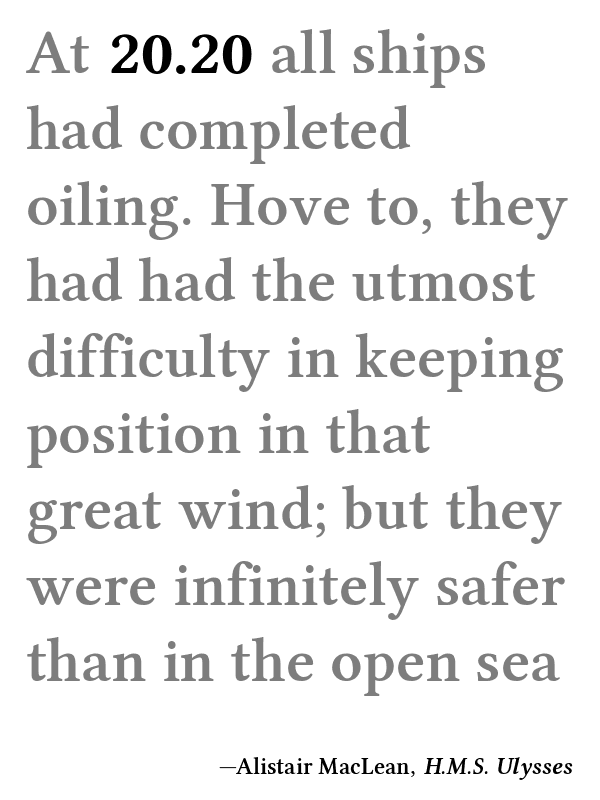 At 20.20 all ships
had completed
oiling. Hove to, they
had had the utmost
difficulty in keeping
position in that
great wind; but they
were infinitely safer
than in the open sea
—Alistair MacLean, H.M.S. Ulysses